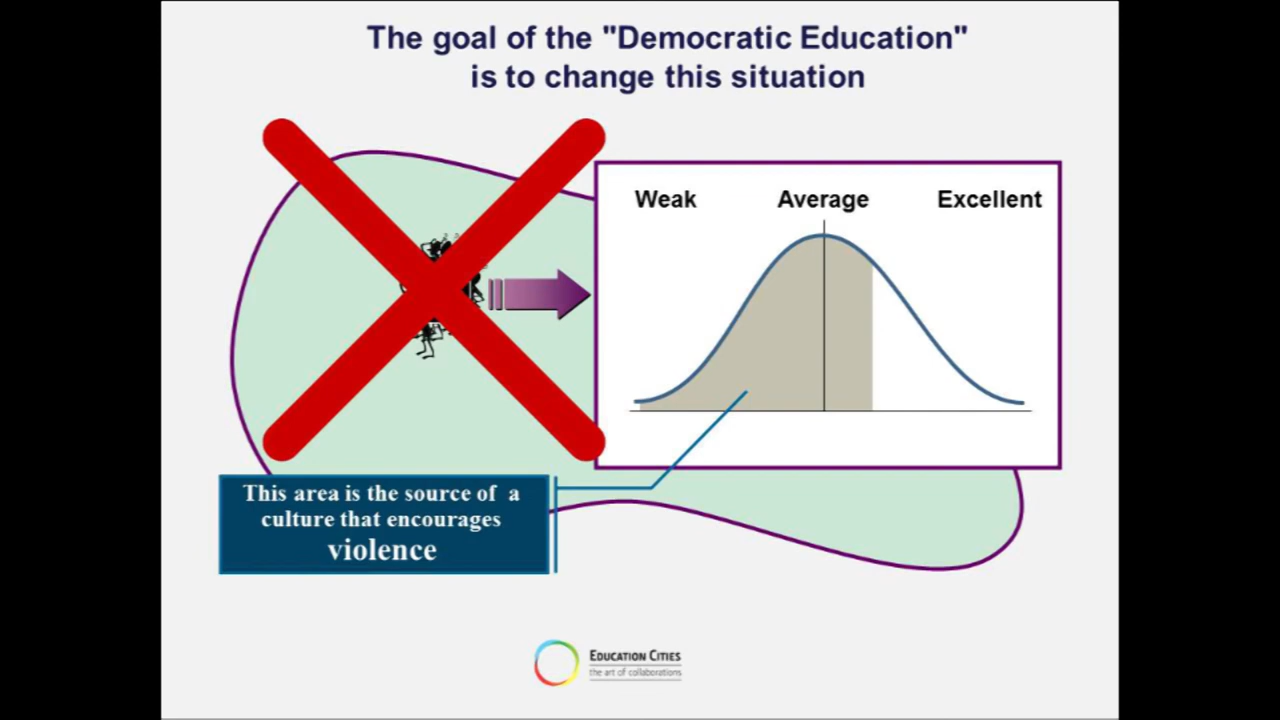 The goal of the "Democratic Education"
is to change this situation
Weak Average Excellent
This area is the source of a
culture that encourages
violence
EDUCATION CITIES
the art of collaborations